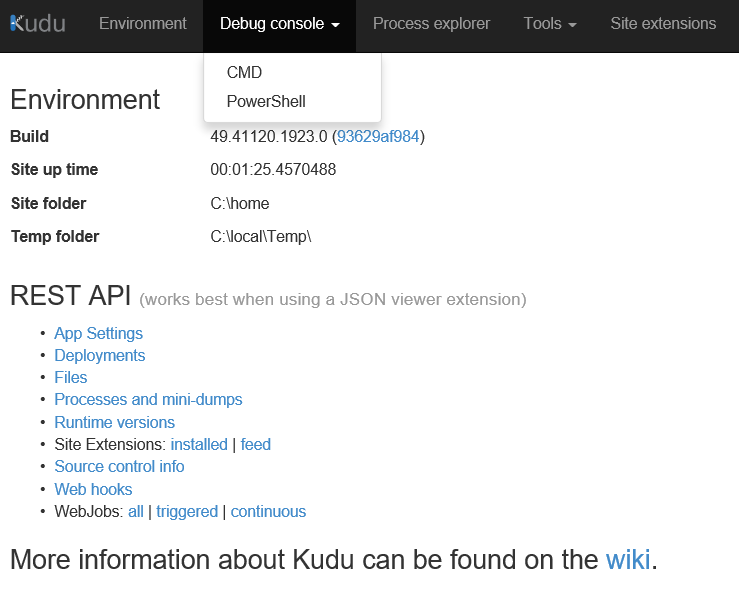 Kudu Environment Debug console Process explorer Tools Site extensions
CMD
PowerShell
Environment
Build 49.41120.1923.0 (93629af984)
Site up time 00:01:25.4570488
Site folder C:\home
Temp folder C:\local\Temp\
REST API (works best when using a JSON viewer extension)
• App Settings
• Deployments
• Files
• Processes and mini-dumps
• Runtime versions
• Site Extensions: installed | feed
• Source control info
• Web hooks
• WebJobs: all | triggered | continuous
More information about Kudu can be found on the wiki.